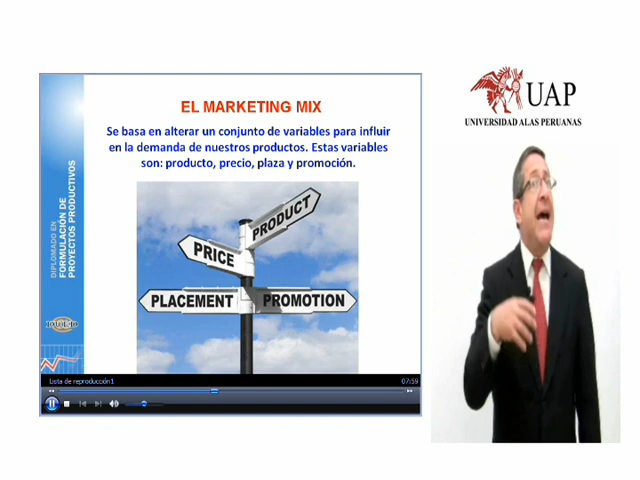 EL MARKETING MIX
Se basa en alterar un conjunto de variables para influir
en la demanda de nuestros productos. Estas variables
son: producto, precio, plaza y promoción.
PRODUCT
PRICE
PLACEMENT
PROMOTION
DIPLOMADO EN
FORMULACIÓN DE
PROYECTOS PRODUCTIVOS
Lista de reproducción1
07:59
UAP
UNIVERSIDAD ALAS PERUANAS